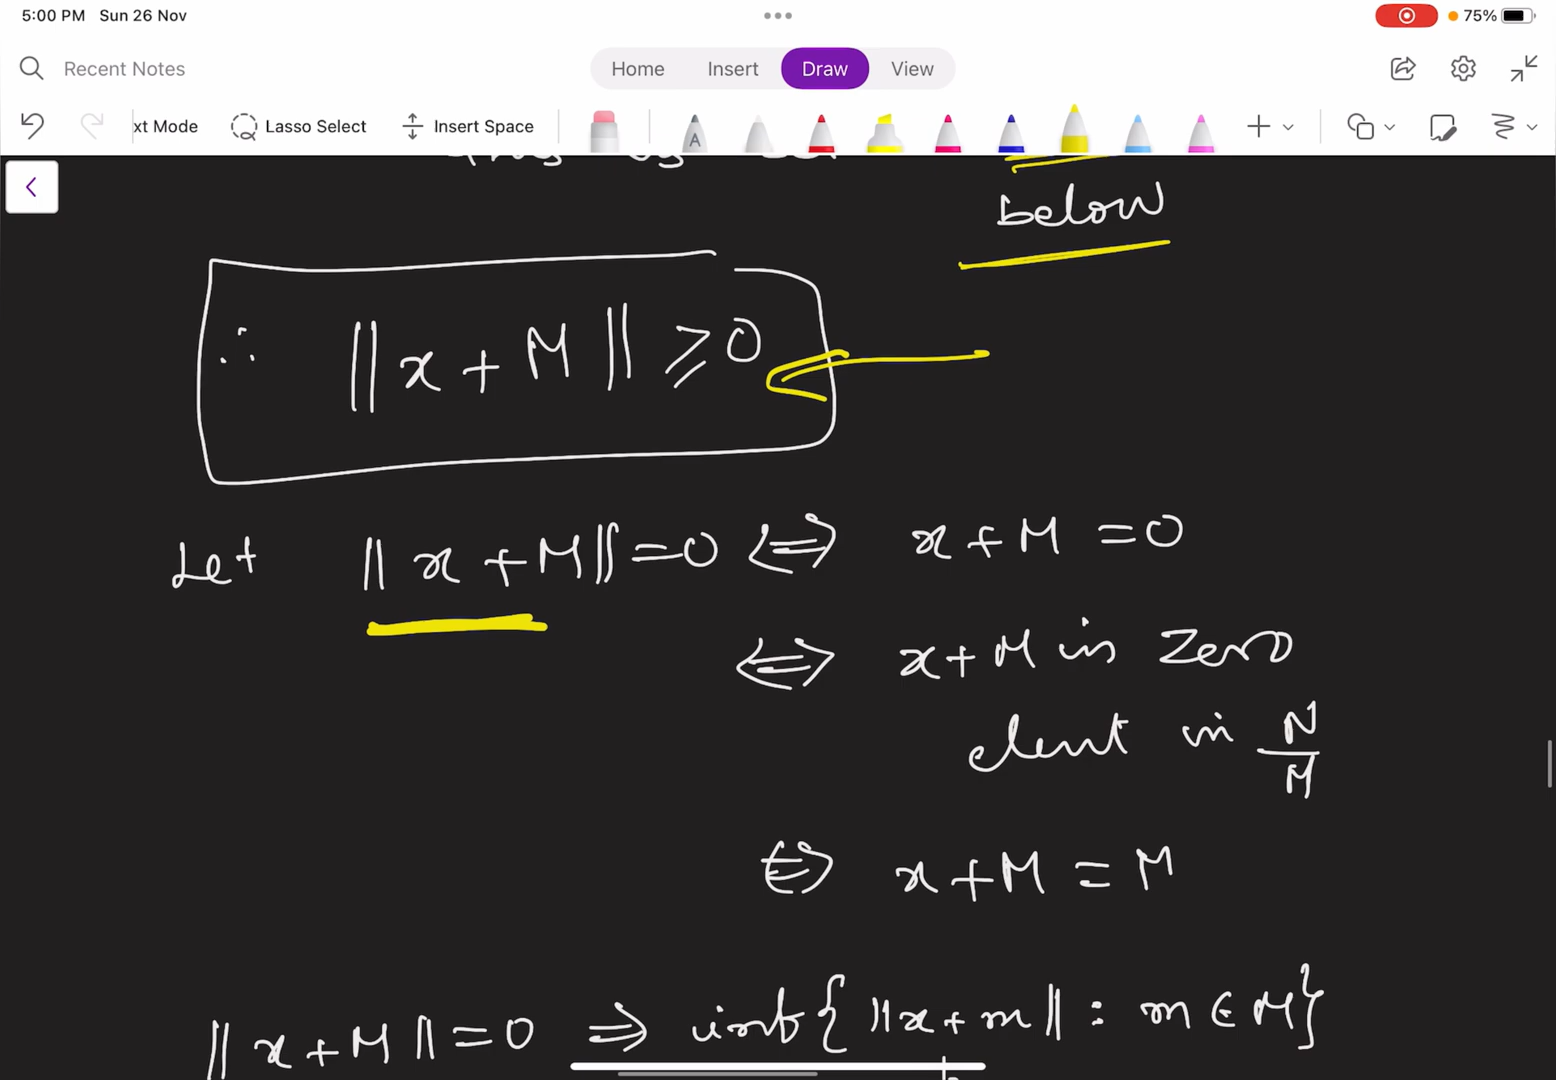 5:00 PM Sun 26 Nov
75%
Recent Notes
Home Insert Draw View
xt Mode Lasso Select Insert Space
A
below
∴ ||x + M|| ≥ 0
Let ||x + M|| = 0 ⇔ x + M = 0
⇔ x + M is zero
elent in N/M
⇔ x + M = M
||x + M|| = 0 ⇒ inf{||x + m|| : m ∈ M}